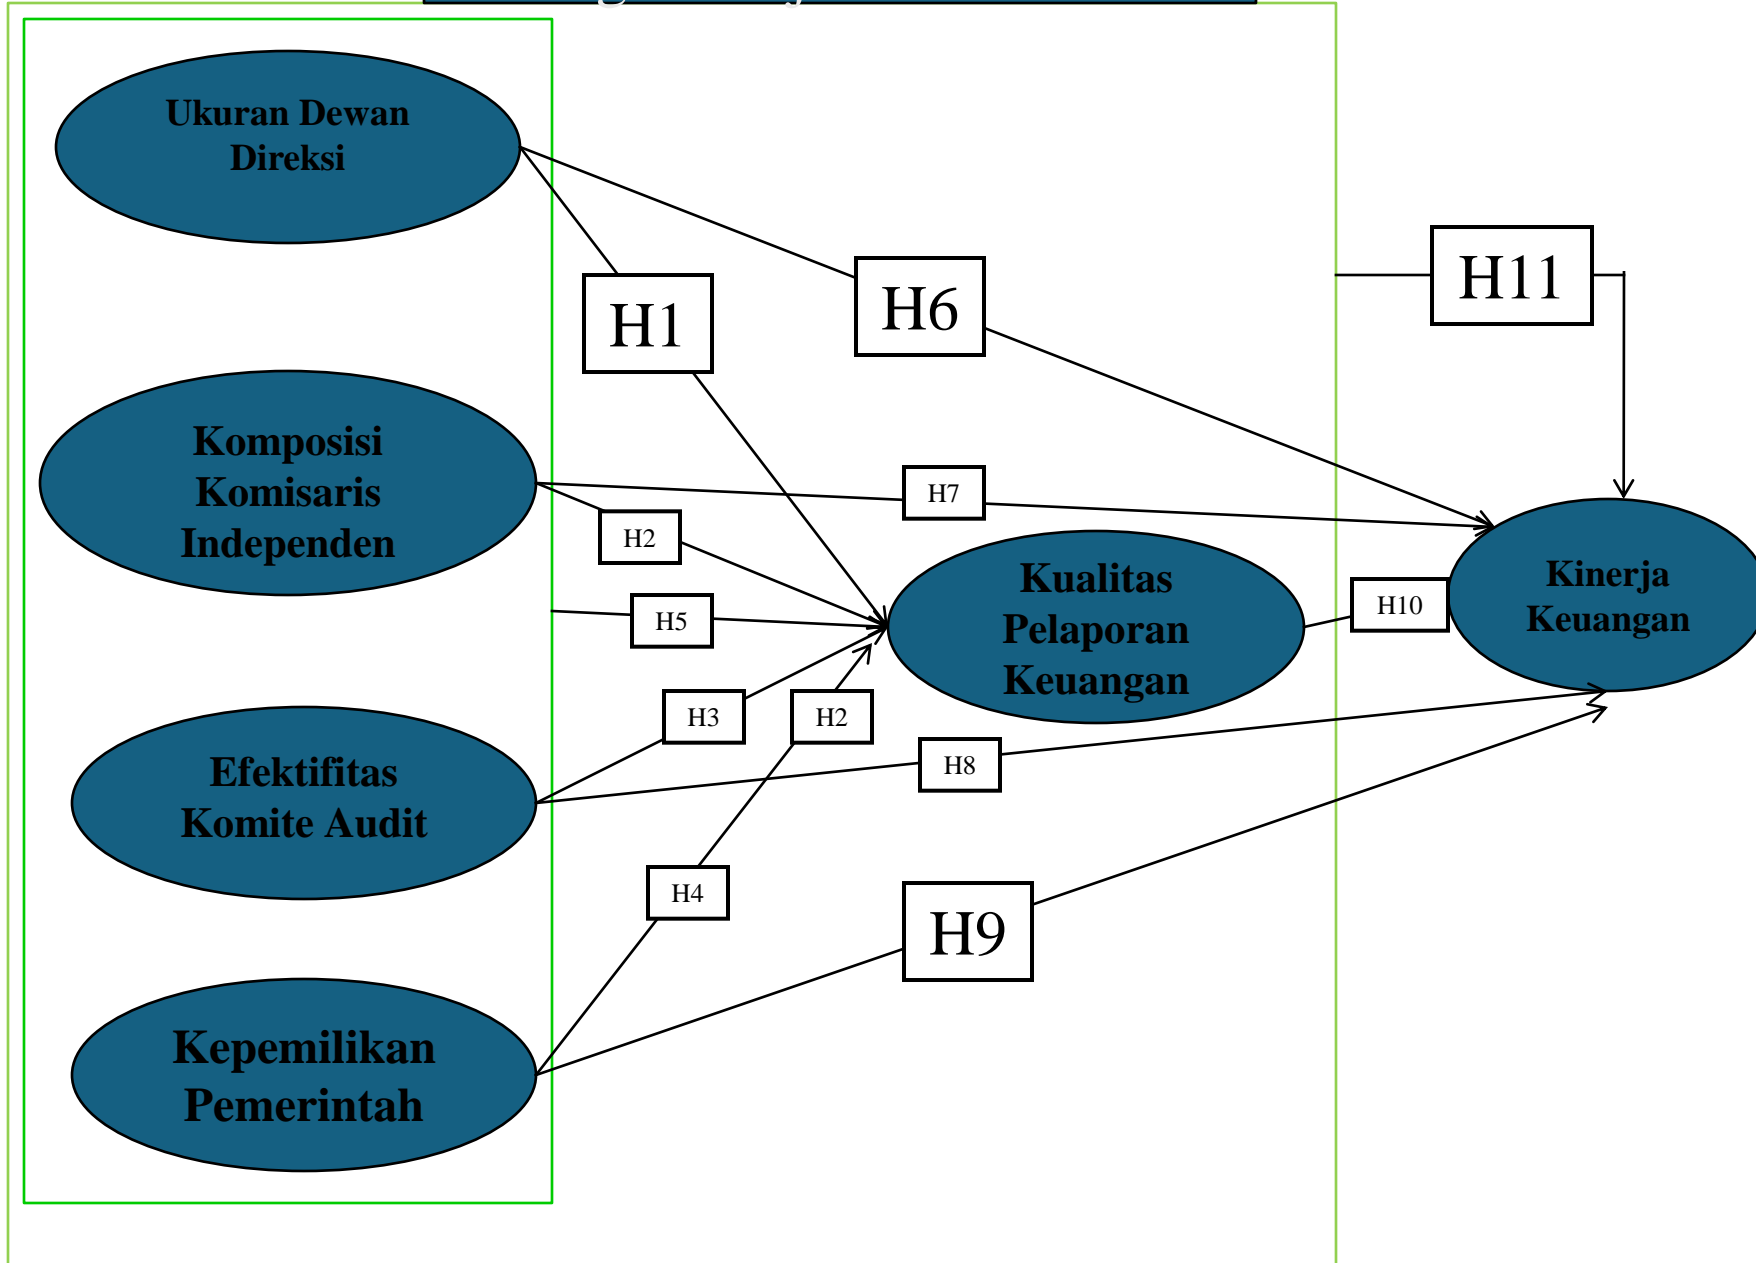 Ukuran Dewan
Direksi
H11
H6
H1
Komposisi
Komisaris
Independen
H7
H2
Kualitas
Pelaporan
Keuangan
Kinerja
Keuangan
H10
H5
H3
H2
Efektifitas
Komite Audit
H8
H4
H9
Kepemilikan
Pemerintah